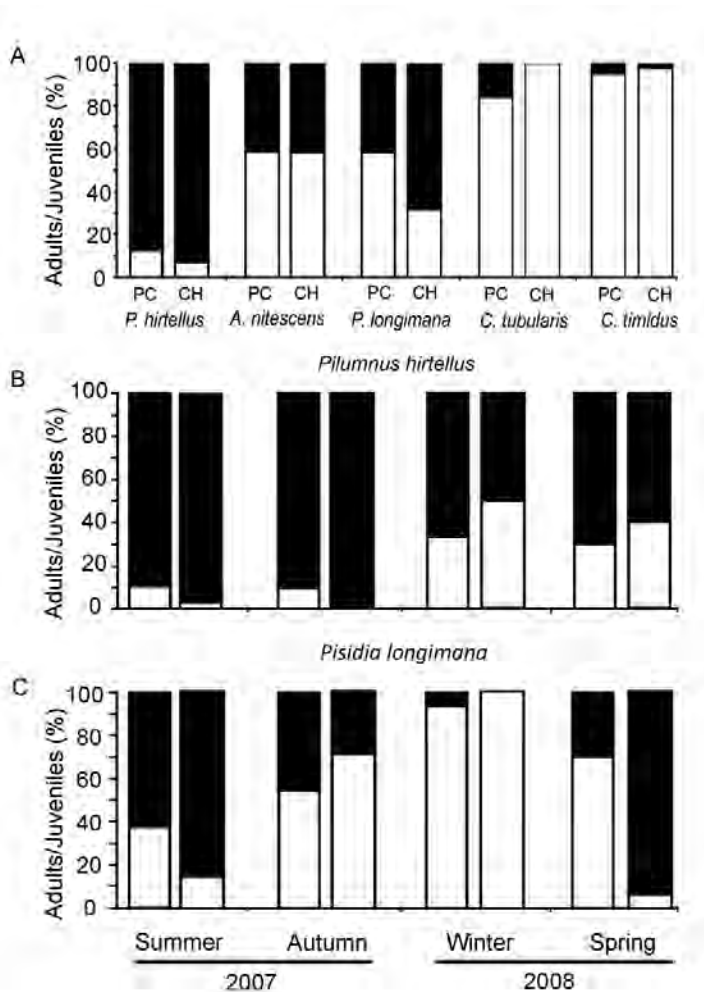 A
Adults/Juveniles (%)
100
80
60
40
20
0
PC CH PC CH PC CH PC CH PC CH
P. hirtellus A. nitescens P. longimana C. tubularis C. timidus
Pilumnus hirtellus
B
Adults/Juveniles (%)
100
80
60
40
20
0
Pisidia longimana
C
Adults/Juveniles (%)
100
80
60
40
20
0
Summer Autumn Winter Spring
2007 2008